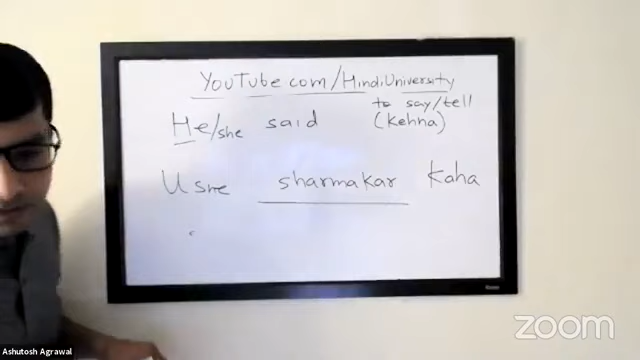 YouTube.com/HindiUniversity
to say/tell
He/she said (kehna)
Usne sharmakar kaha
Ashutosh Agrawal
zoom